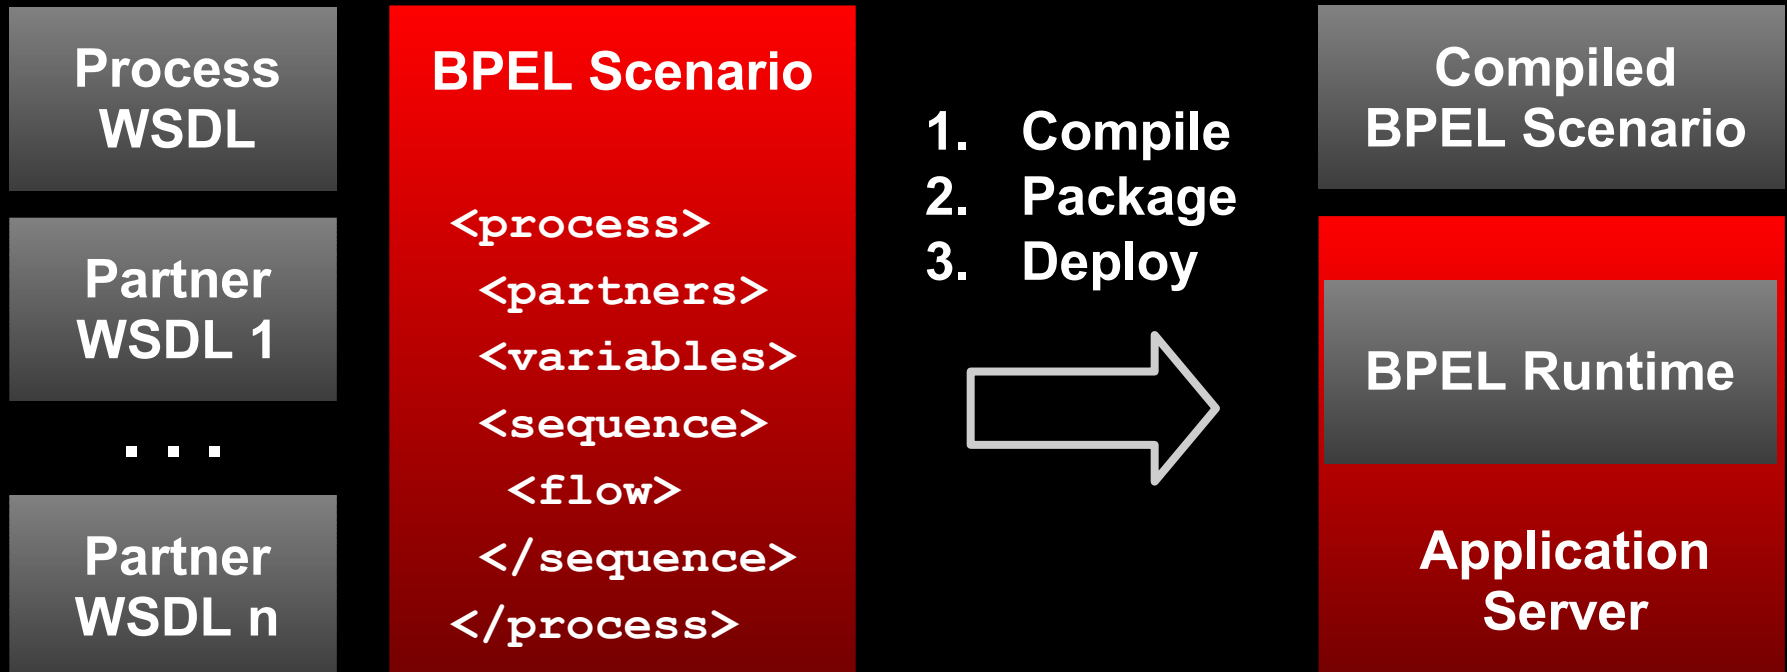 Process
WSDL
Partner
WSDL 1
. . .
Partner
WSDL n
BPEL Scenario
<process>
<partners>
<variables>
<sequence>
<flow>
</sequence>
</process>
1. Compile
2. Package
3. Deploy
Compiled
BPEL Scenario
BPEL Runtime
Application
Server